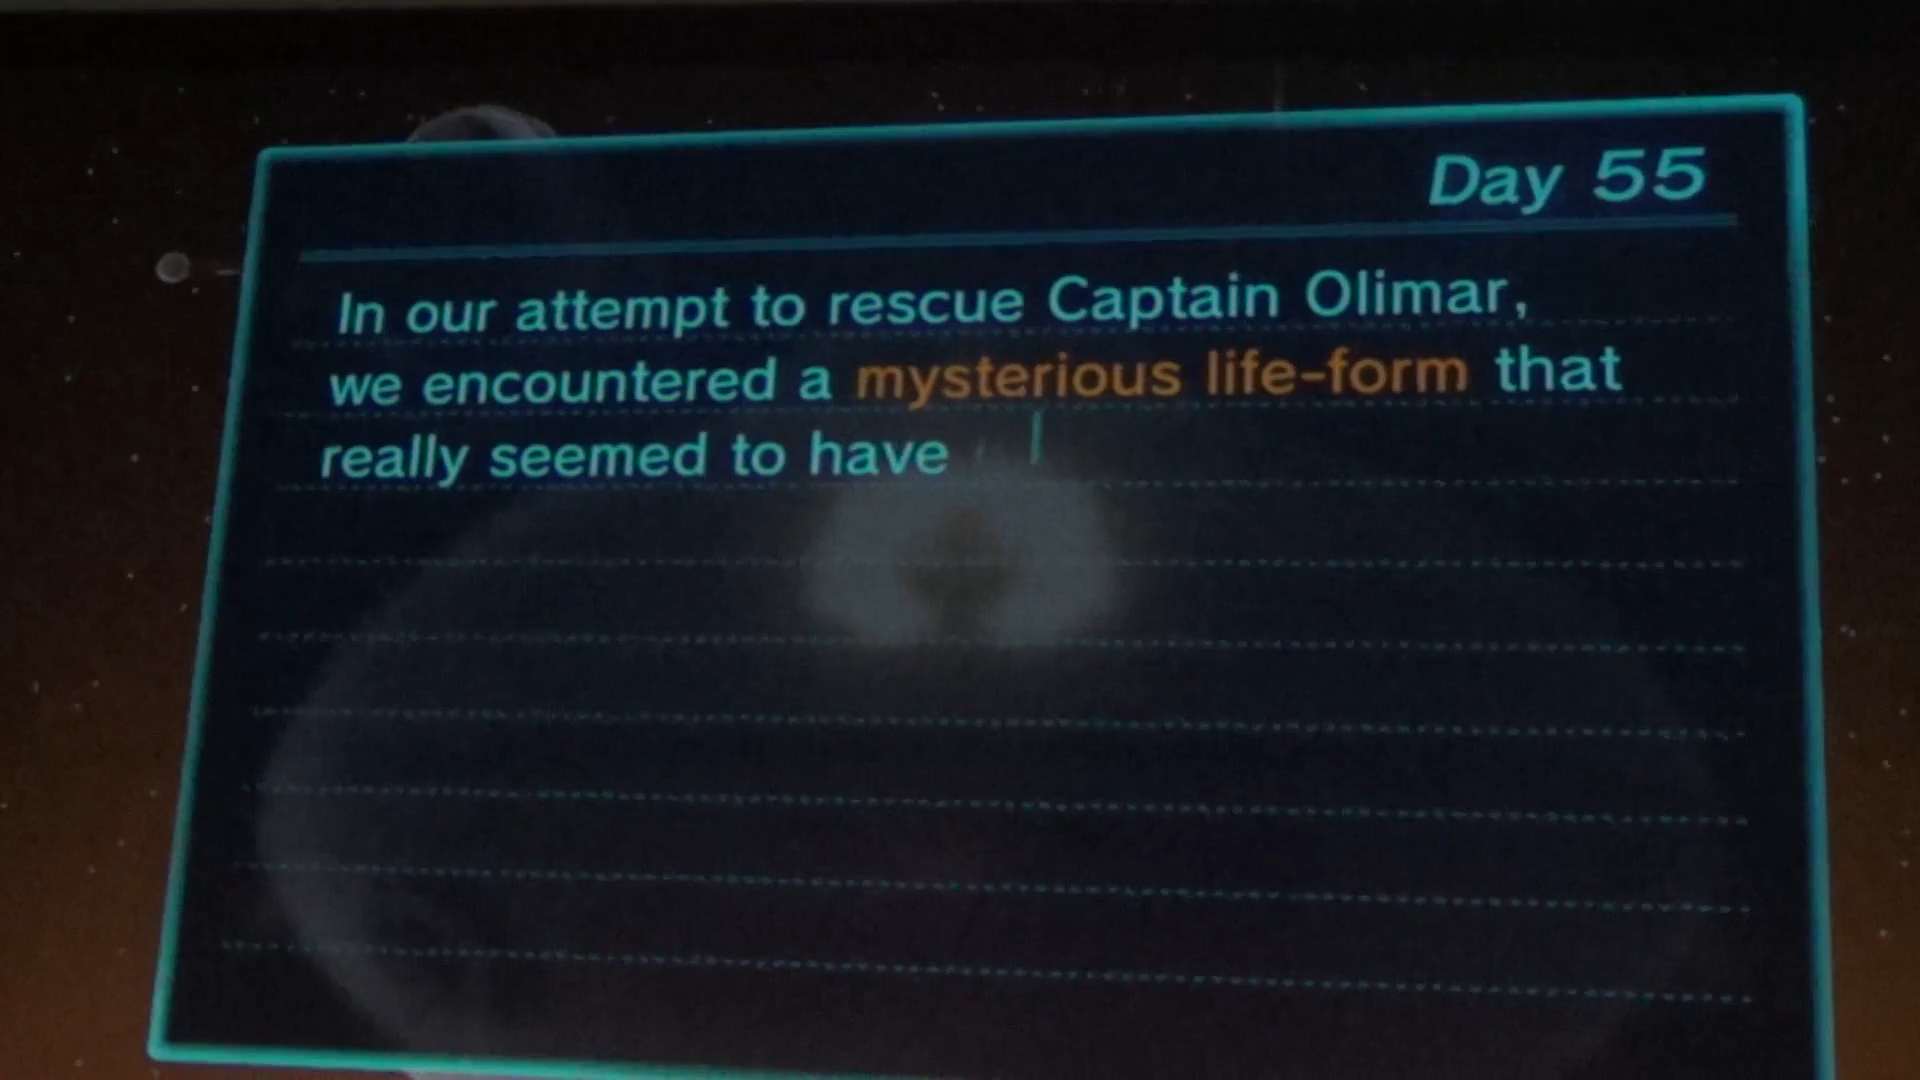 Day 55
In our attempt to rescue Captain Olimar,
we encountered a mysterious life-form that
really seemed to have